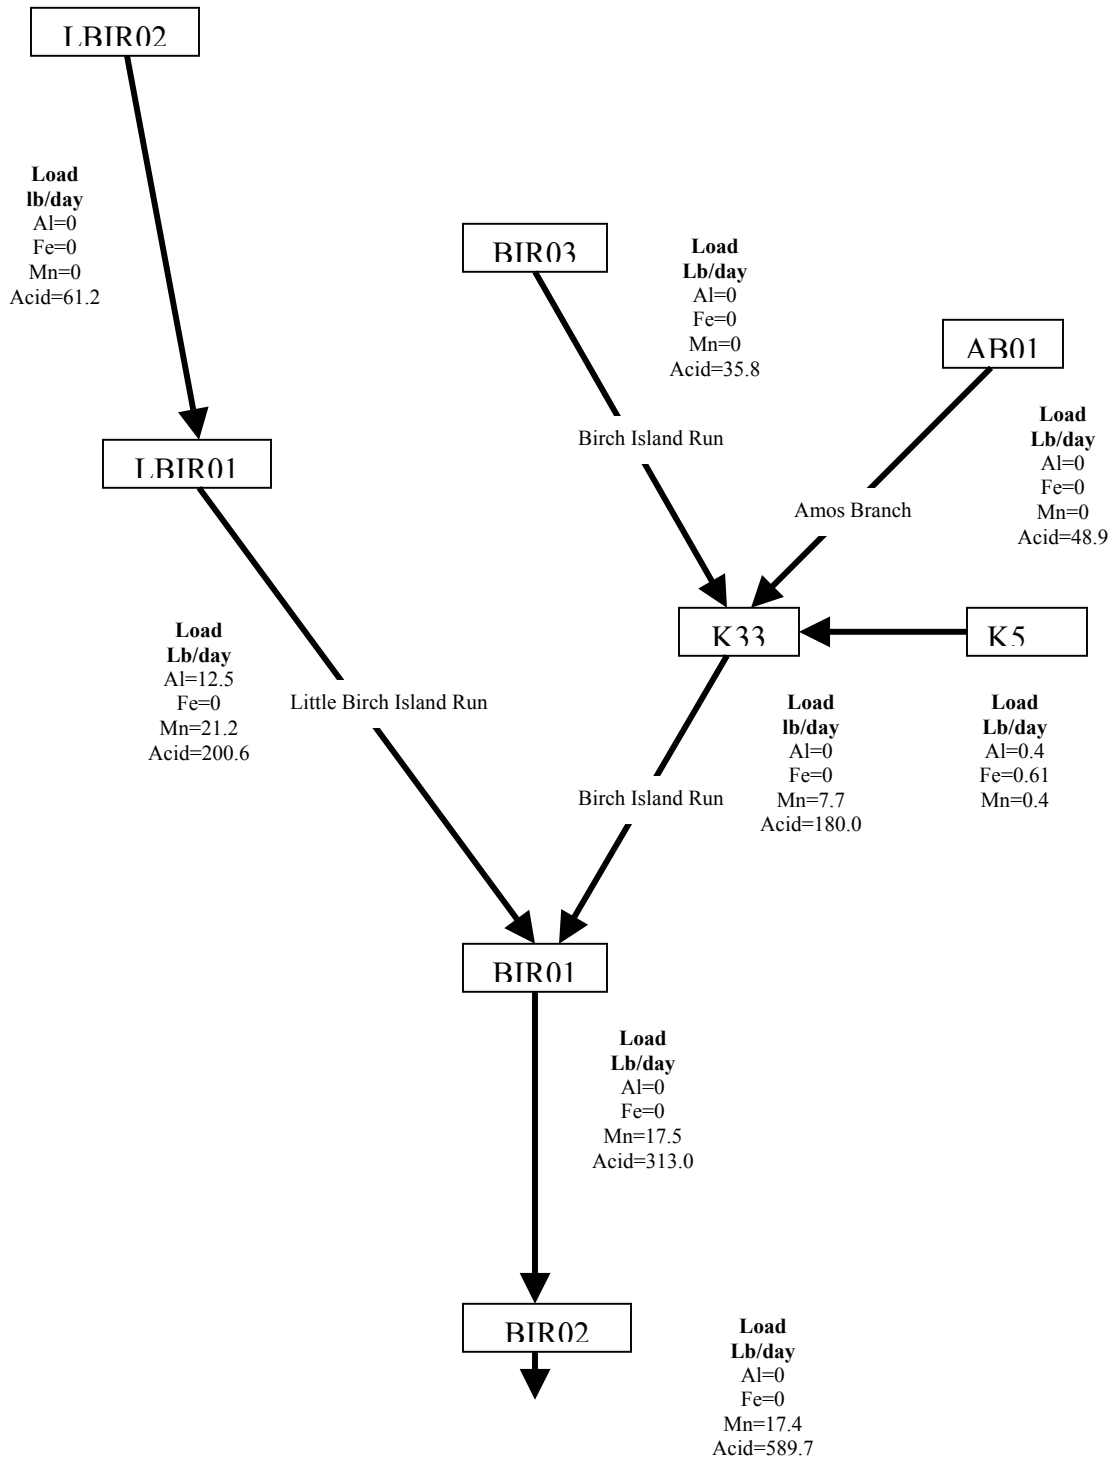 LBIR02
Load
lb/day
Al=0
Fe=0
Mn=0
Acid=61.2
BIR03
Load
Lb/day
Al=0
Fe=0
Mn=0
Acid=35.8
AB01
Load
Lb/day
Al=0
Fe=0
Mn=0
Acid=48.9
Birch Island Run
Amos Branch
LBIR01
K33
K5
Load
Lb/day
Al=12.5
Fe=0
Mn=21.2
Acid=200.6
Little Birch Island Run
Birch Island Run
Load
lb/day
Al=0
Fe=0
Mn=7.7
Acid=180.0
Load
Lb/day
Al=0.4
Fe=0.61
Mn=0.4
BIR01
Load
Lb/day
Al=0
Fe=0
Mn=17.5
Acid=313.0
BIR02
Load
Lb/day
Al=0
Fe=0
Mn=17.4
Acid=589.7